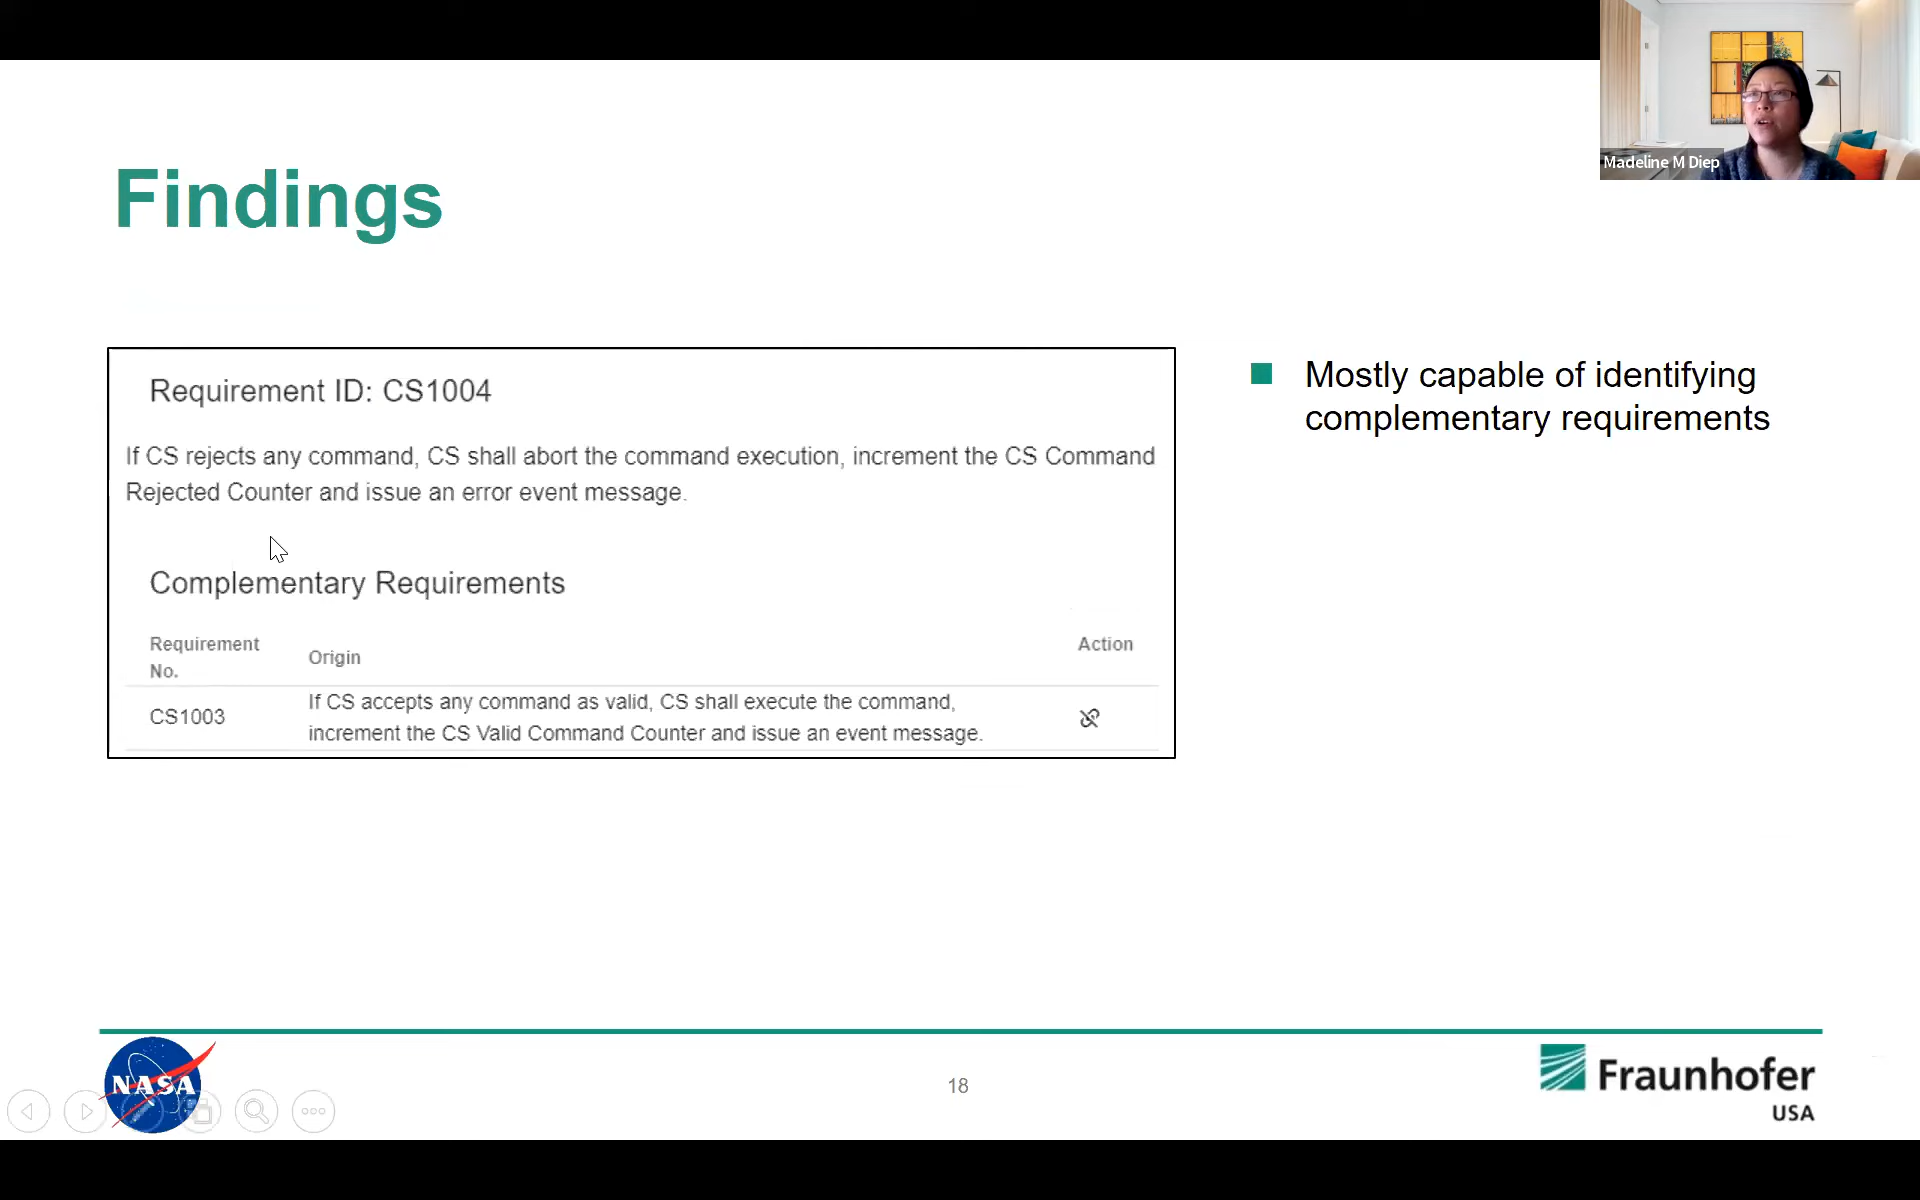 Madeline M Diep
Findings
Requirement ID: CS1004
If CS rejects any command, CS shall abort the command execution, increment the CS Command
Rejected Counter and issue an error event message.
Complementary Requirements
Requirement
No.
Origin
Action
CS1003
If CS accepts any command as valid, CS shall execute the command,
increment the CS Valid Command Counter and issue an event message.
Mostly capable of identifying
complementary requirements
NASA
18
Fraunhofer
USA